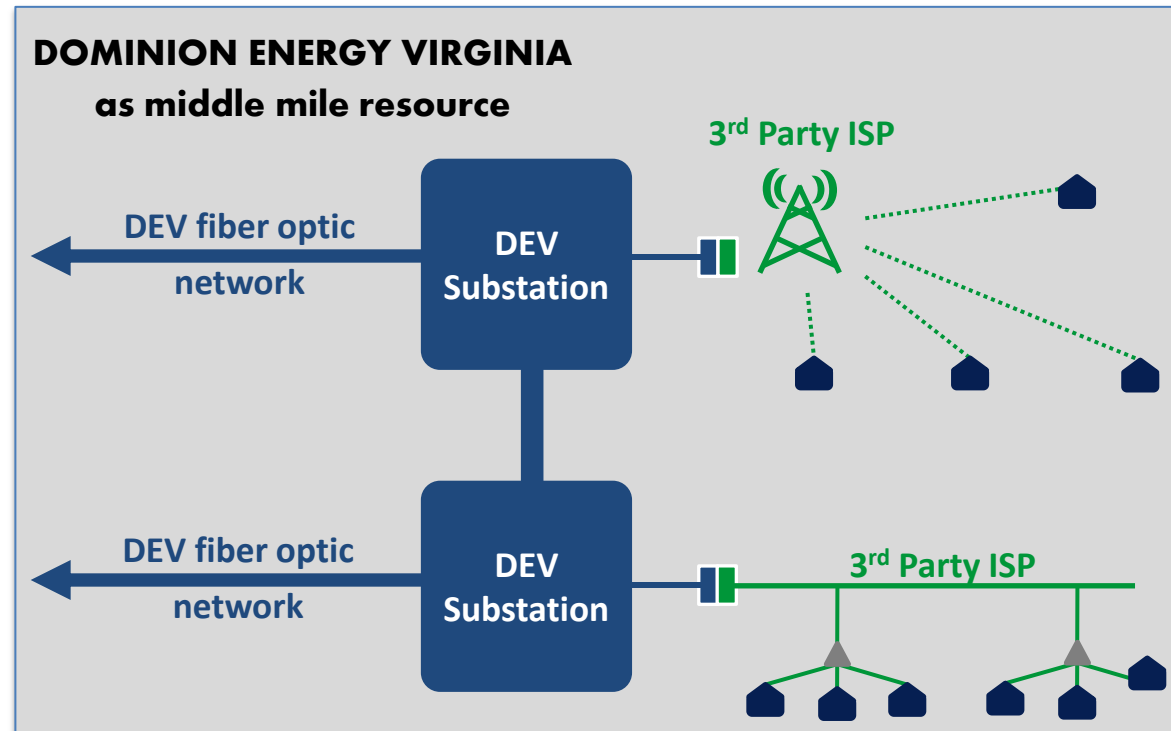 DOMINION ENERGY VIRGINIA
as middle mile resource
3rd Party ISP
DEV fiber optic
network
DEV
Substation
DEV fiber optic
network
DEV
Substation
3rd Party ISP